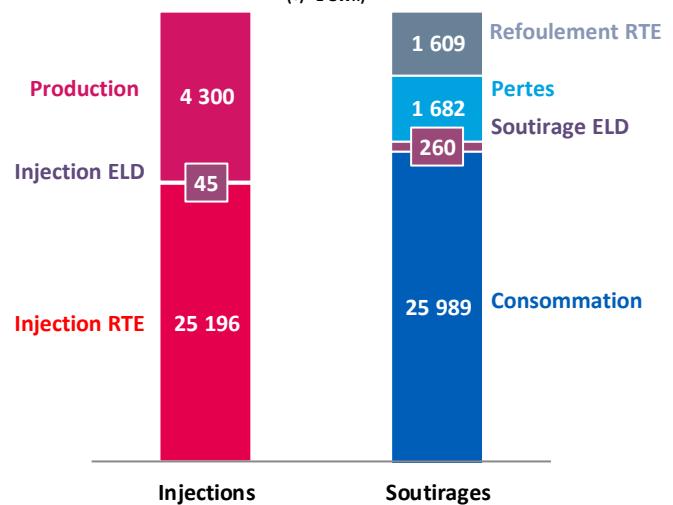 1 609
Refoulement RTE
Production
4 300
Pertes
1 682
Soutirage ELD
260
Injection ELD
45
Injection RTE
25 196
25 989
Consommation
Injections
Soutirages